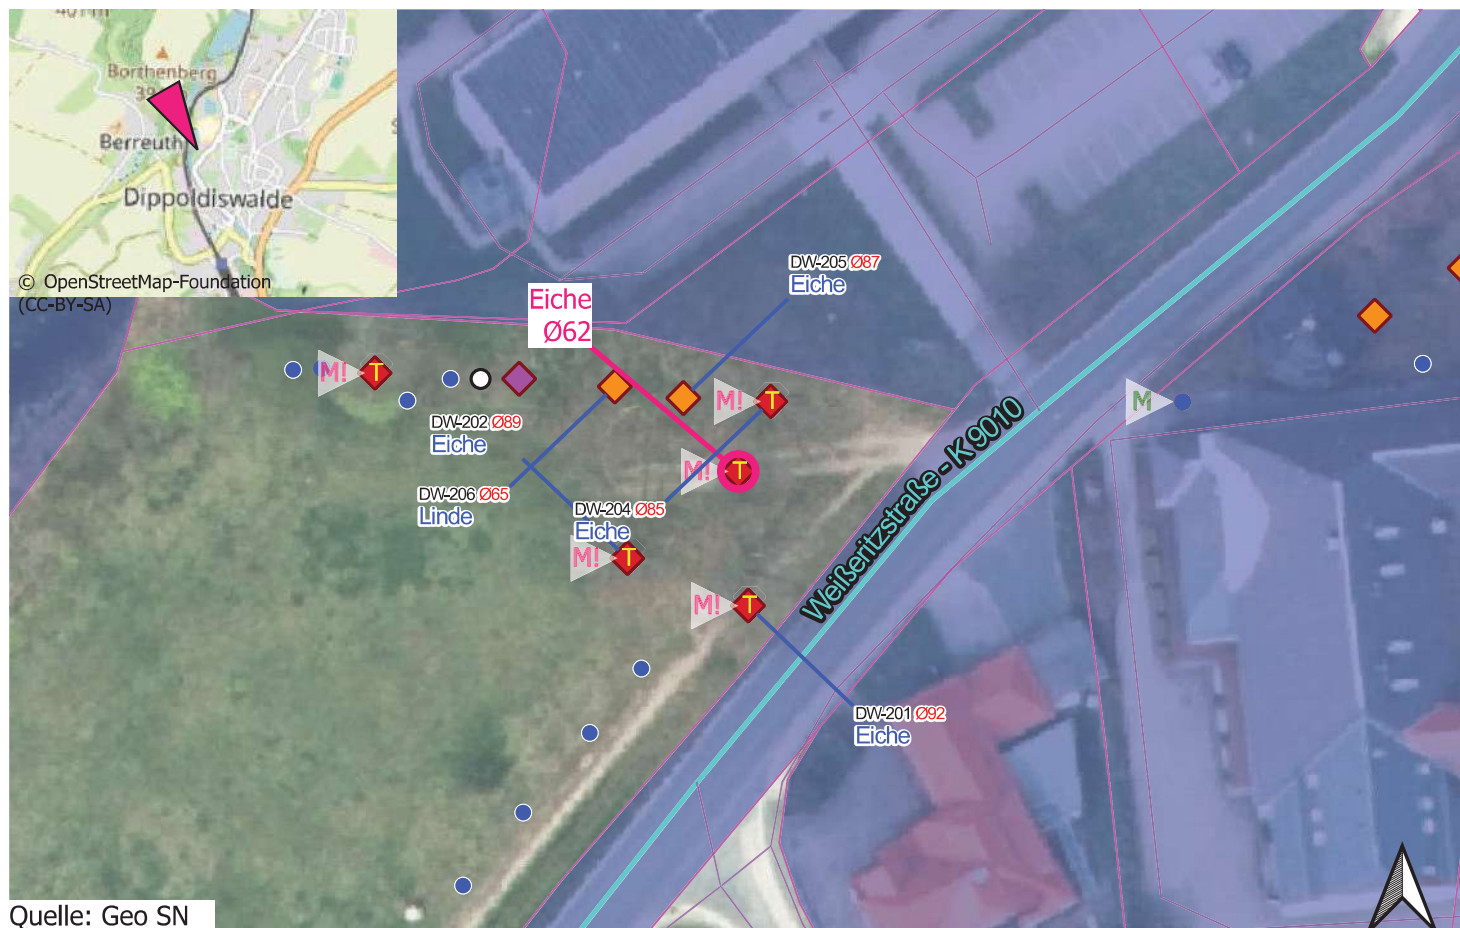 Borthenberg
Berreuth
Dippoldiswalde
© OpenStreetMap-Foundation
(CC-BY-SA)
DW-205 Ø87
Eiche
Eiche
Ø62
M!
T
M!
T
M
DW-202 Ø89
Eiche
M!
T
DW-206 Ø65
Linde
DW-204 Ø85
Eiche
M!
T
M!
T
Weißeritzstraße - K 9010
DW-201 Ø92
Eiche
Quelle: Geo SN